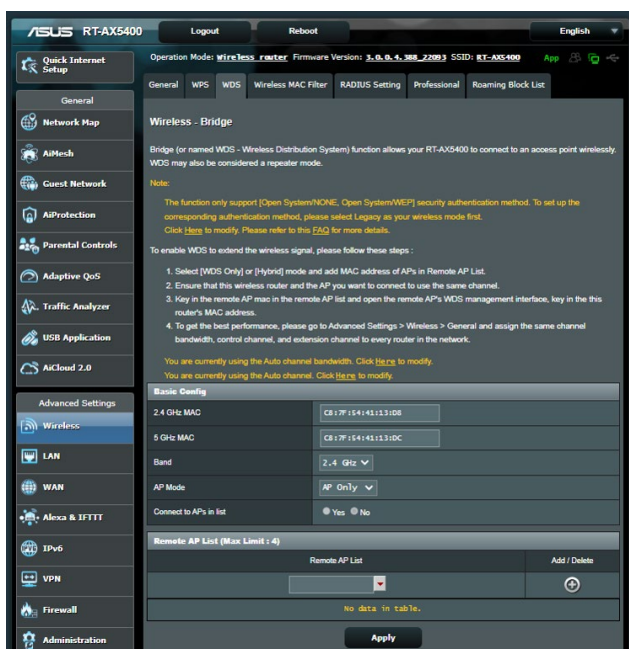 ASUS RT-AX5400 Logout Reboot English
Quick Internet
Setup
General
Network Map
AiMesh
Guest Network
AiProtection
Parental Controls
Adaptive QoS
Traffic Analyzer
USB Application
AiCloud 2.0
Advanced Settings
Wireless
LAN
WAN
Alexa & IFTTT
IPv6
VPN
Firewall
Administration
Operation Mode: Wireless router Firmware Version: 3.0.0.4.388_22093 SSID: RT-AX5400 App
General WPS WDS Wireless MAC Filter RADIUS Setting Professional Roaming Block List
Wireless - Bridge
Bridge (or named WDS - Wireless Distribution System) function allows your RT-AX5400 to connect to an access point wirelessly.
WDS may also be considered a repeater mode.
Note:
The function only support [Open System/NONE, Open System/WEP] security authentication method. To set up the
corresponding authentication method, please select Legacy as your wireless mode
first.
Click Here to modify. Please refer to this FAQ for more details.
To enable WDS to extend the wireless signal, please follow these steps :
1. Select [WDS Only] or [Hybrid] mode and add MAC address of APs in Remote AP
List.
2. Ensure that this wireless router and the AP you want to connect to use the same channel.
3. Key in the remote AP mac in the remote AP list and open the remote AP's WDS management interface, key in the this
router's MAC address.
4. To get the best performance, please go to Advanced Settings > Wireless > General and assign the same channel
bandwidth, control channel, and extension channel to every router in the network.
You are currently using the Auto channel bandwidth. Click Here to modify.
You are currently using the Auto channel. Click Here to modify.
Basic Config
2.4 GHz MAC C8:7F:54:41:13:D8
5 GHz MAC C8:7F:54:41:13:DC
Band 2.4 GHz
AP Mode AP Only
Connect to APs in list Yes No
Remote AP List (Max Limit : 4)
Remote AP List Add / Delete
No data in table.
Apply